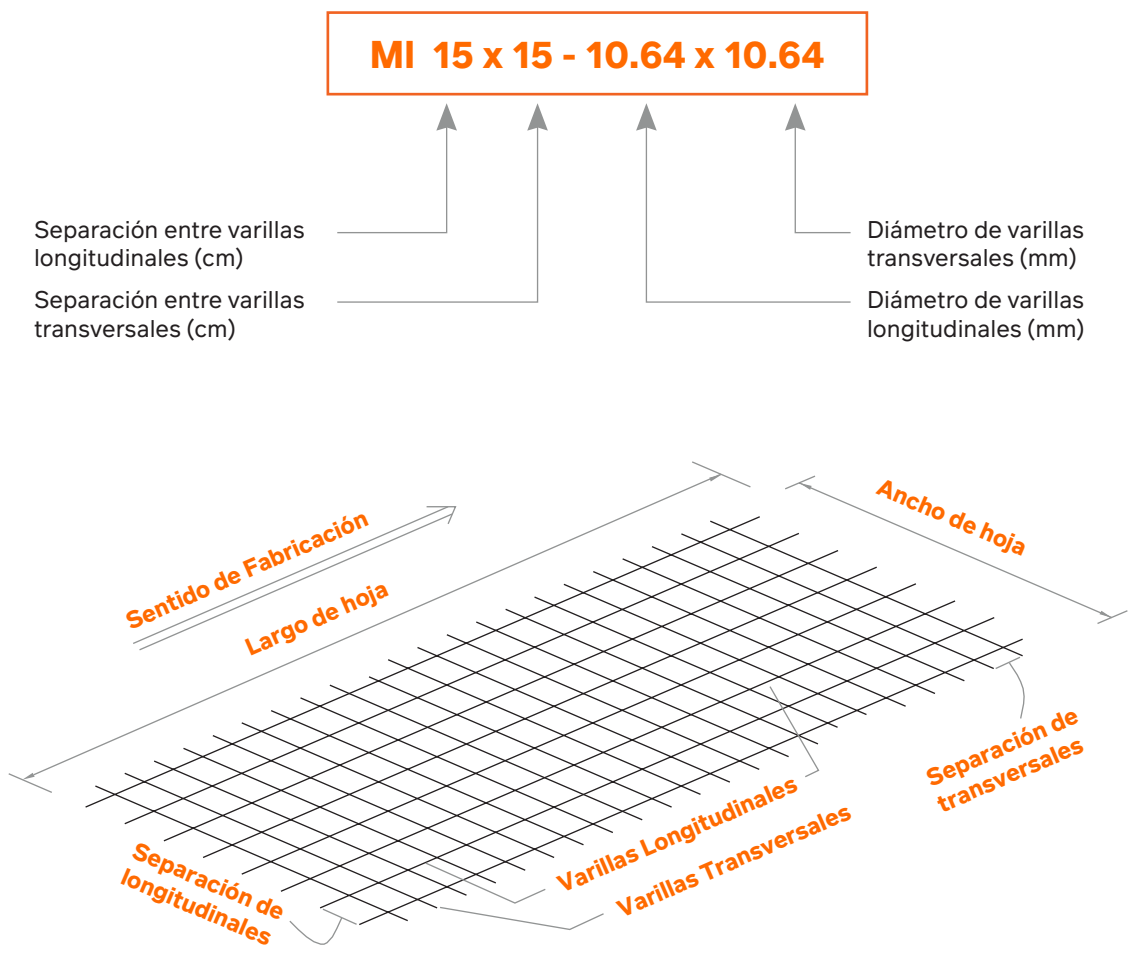 MI 15 x 15 - 10.64 x 10.64
Separación entre varillas
longitudinales (cm)
Separación entre varillas
transversales (cm)
Diámetro de varillas
transversales (mm)
Diámetro de varillas
longitudinales (mm)
Sentido de Fabricación
Largo de hoja
Ancho de hoja
Separación de
transversales
Varillas Longitudinales
Varillas Transversales
Separación de
longitudinales